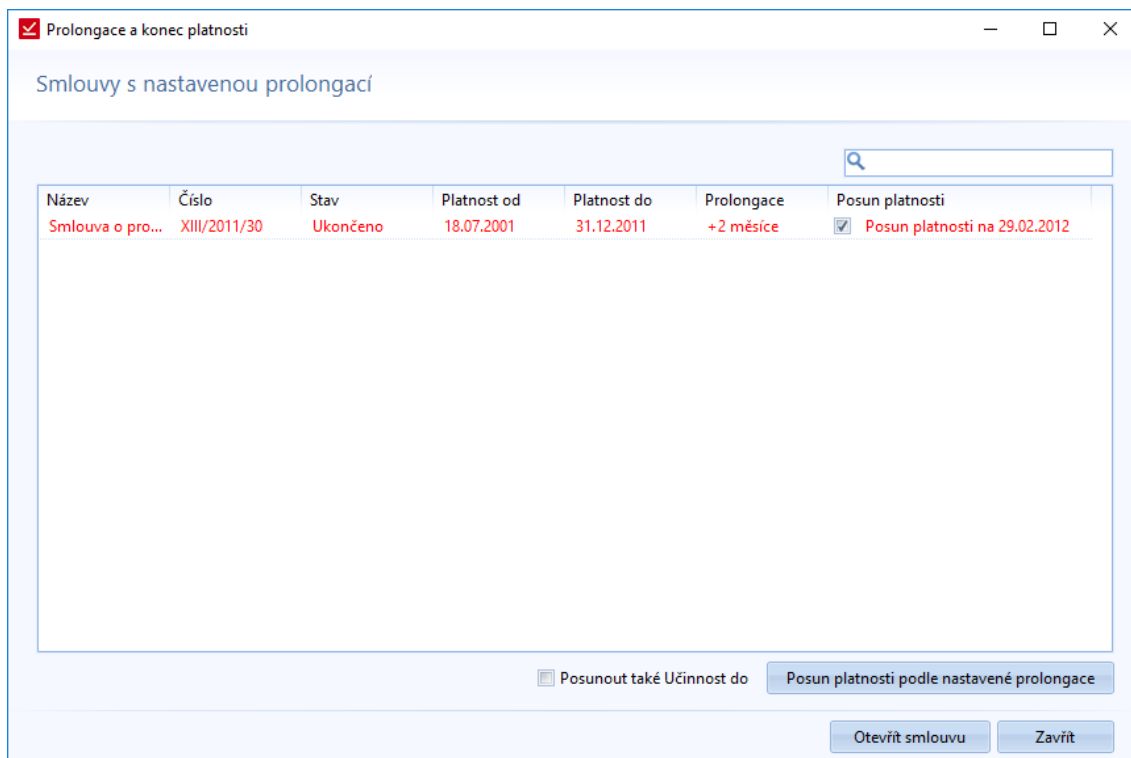 Prolongace a konec platnosti
Smlouvy s nastavenou prolongací
Název Číslo Stav Platnost od Platnost do Prolongace Posun platnosti
Smlouva o pro... XIII/2011/30 Ukončeno 18.07.2001 31.12.2011 +2 měsíce Posun platnosti na 29.02.2012
Posunout také Učinnost do Posun platnosti podle nastavené prolongace
Otevřít smlouvu Zavřít